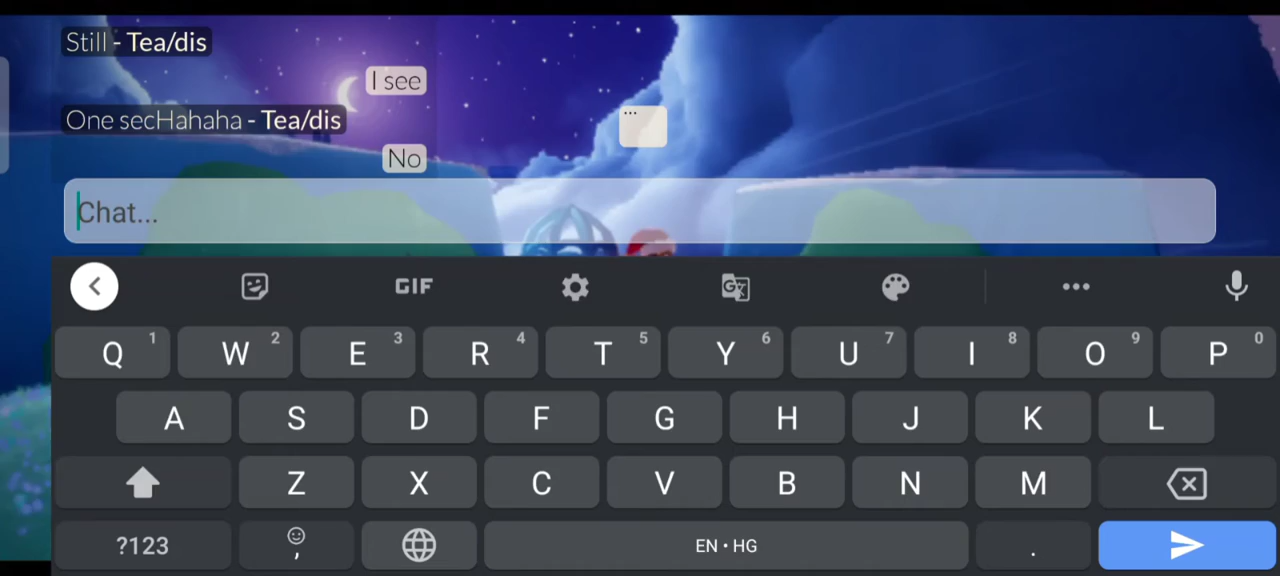 Still - Tea/dis
I see
One secHahaha - Tea/dis
...
No
Chat...
GIF
Q 1 W 2 E 3 R 4 T 5 Y 6 U 7 I 8 O 9 P 0
A S D F G H J K L
Z X C V B N M
?123 , EN • HG .